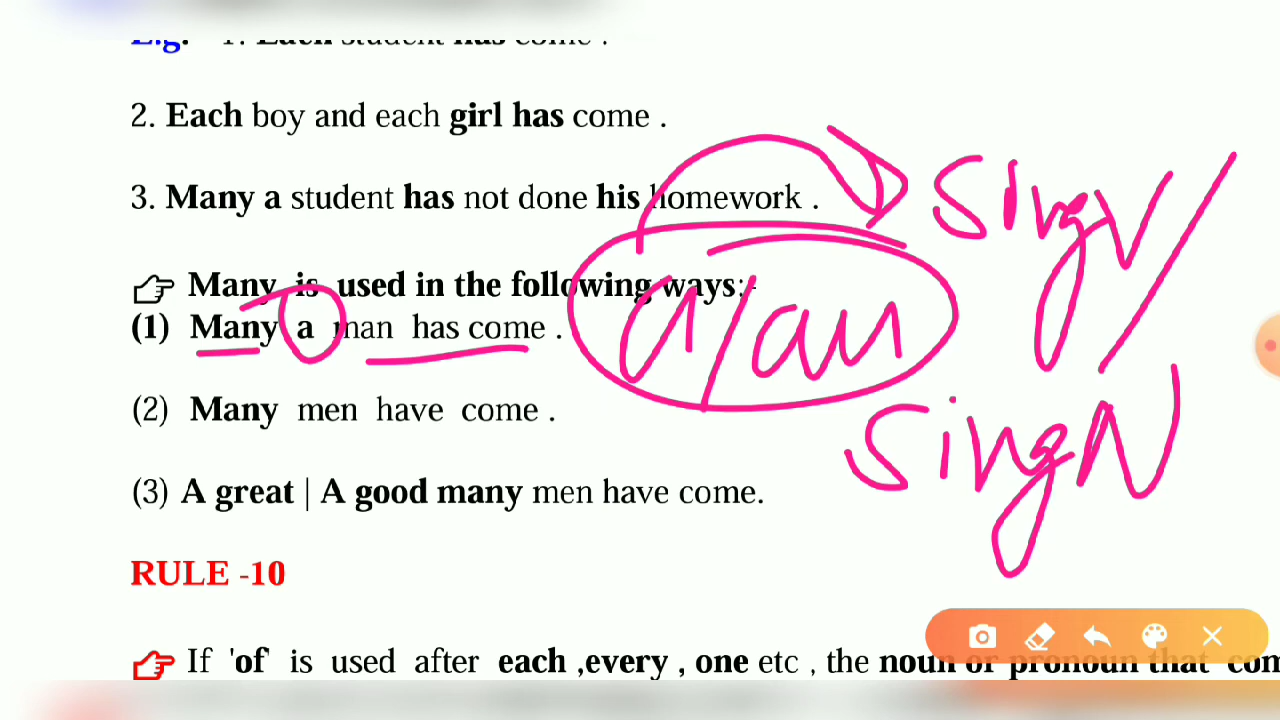 E.g. 1. Each student has come .
2. Each boy and each girl has come .
3. Many a student has not done his homework .
Many is used in the following ways:-
(1) Many a man has come .
a/an
SingV/
SingN
(2) Many men have come .
(3) A great | A good many men have come.
RULE -10
If 'of' is used after each ,every , one etc , the noun or pronoun that com